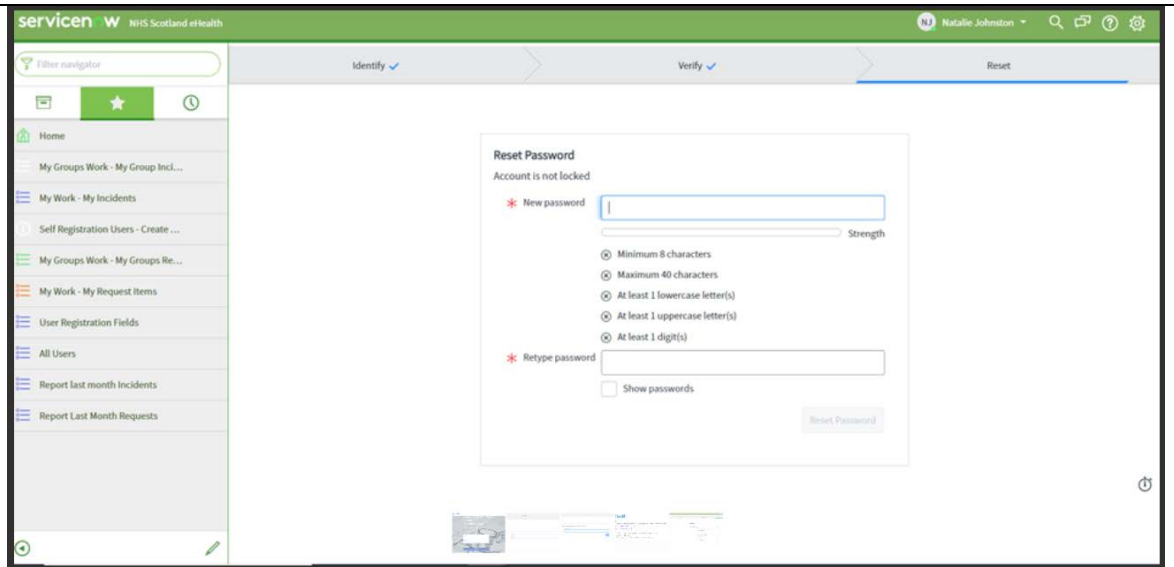 servicenow NHS Scotland eHealth
NJ Natalie Johnston
Filter navigator
Identify
Verify
Reset
Home
My Groups Work - My Group Inci...
My Work - My Incidents
Self Registration Users - Create ...
My Groups Work - My Groups Re...
My Work - My Request Items
User Registration Fields
All Users
Report last month Incidents
Report Last Month Requests
Reset Password
Account is not locked
New password
Strength
Minimum 8 characters
Maximum 40 characters
At least 1 lowercase letter(s)
At least 1 uppercase letter(s)
At least 1 digit(s)
Retype password
Show passwords
Reset Password